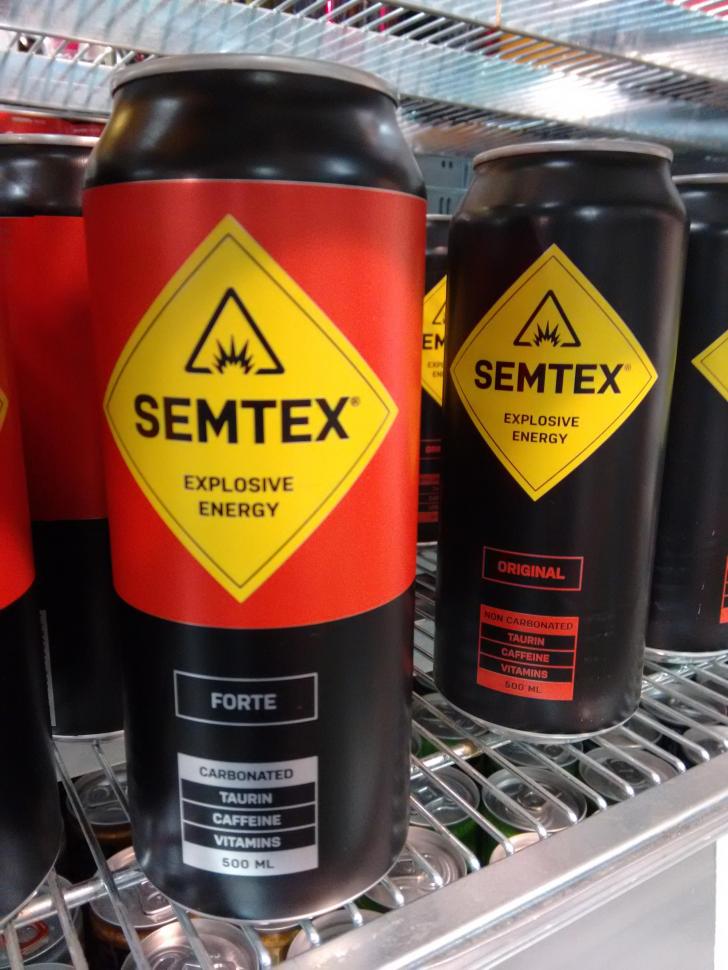 SEMTEX®
EXPLOSIVE
ENERGY
FORTE
CARBONATED
TAURIN
CAFFEINE
VITAMINS
500 ML
SEMTEX®
EXPLOSIVE
ENERGY
ORIGINAL
NON CARBONATED
TAURIN
CAFFEINE
VITAMINS
500 ML